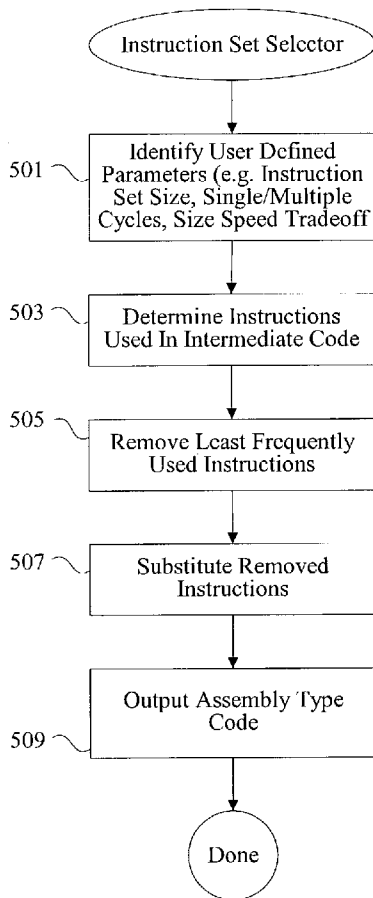 Instruction Set Selector
501
Identify User Defined
Parameters (e.g. Instruction
Set Size, Single/Multiple
Cycles, Size Speed Tradeoff
503
Determine Instructions
Used In Intermediate Code
505
Remove Least Frequently
Used Instructions
507
Substitute Removed
Instructions
Output Assembly Type
Code
509
Done